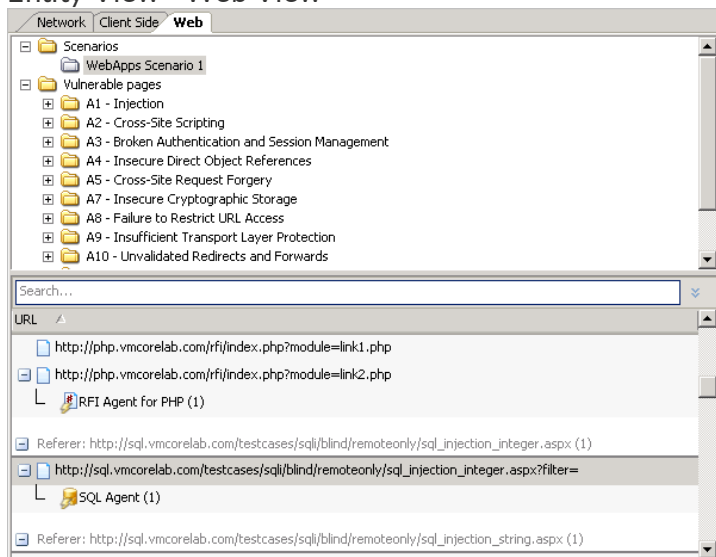 Entity View - Web View
Network Client Side Web
Scenarios
WebApps Scenario 1
Vulnerable pages
A1 - Injection
A2 - Cross-Site Scripting
A3 - Broken Authentication and Session Management
A4 - Insecure Direct Object References
A5 - Cross-Site Request Forgery
A7 - Insecure Cryptographic Storage
A8 - Failure to Restrict URL Access
A9 - Insufficient Transport Layer Protection
A10 - Unvalidated Redirects and Forwards
Search...
URL
http://php.vmcorelab.com/rfi/index.php?module=link1.php
http://php.vmcorelab.com/rfi/index.php?module=link2.php
RFI Agent for PHP (1)
Referer: http://sql.vmcorelab.com/testcases/sqli/blind/remoteonly/sql_injection_integer.aspx (1)
http://sql.vmcorelab.com/testcases/sqli/blind/remoteonly/sql_injection_integer.aspx?filter=
SQL Agent (1)
Referer: http://sql.vmcorelab.com/testcases/sqli/blind/remoteonly/sql_injection_string.aspx (1)